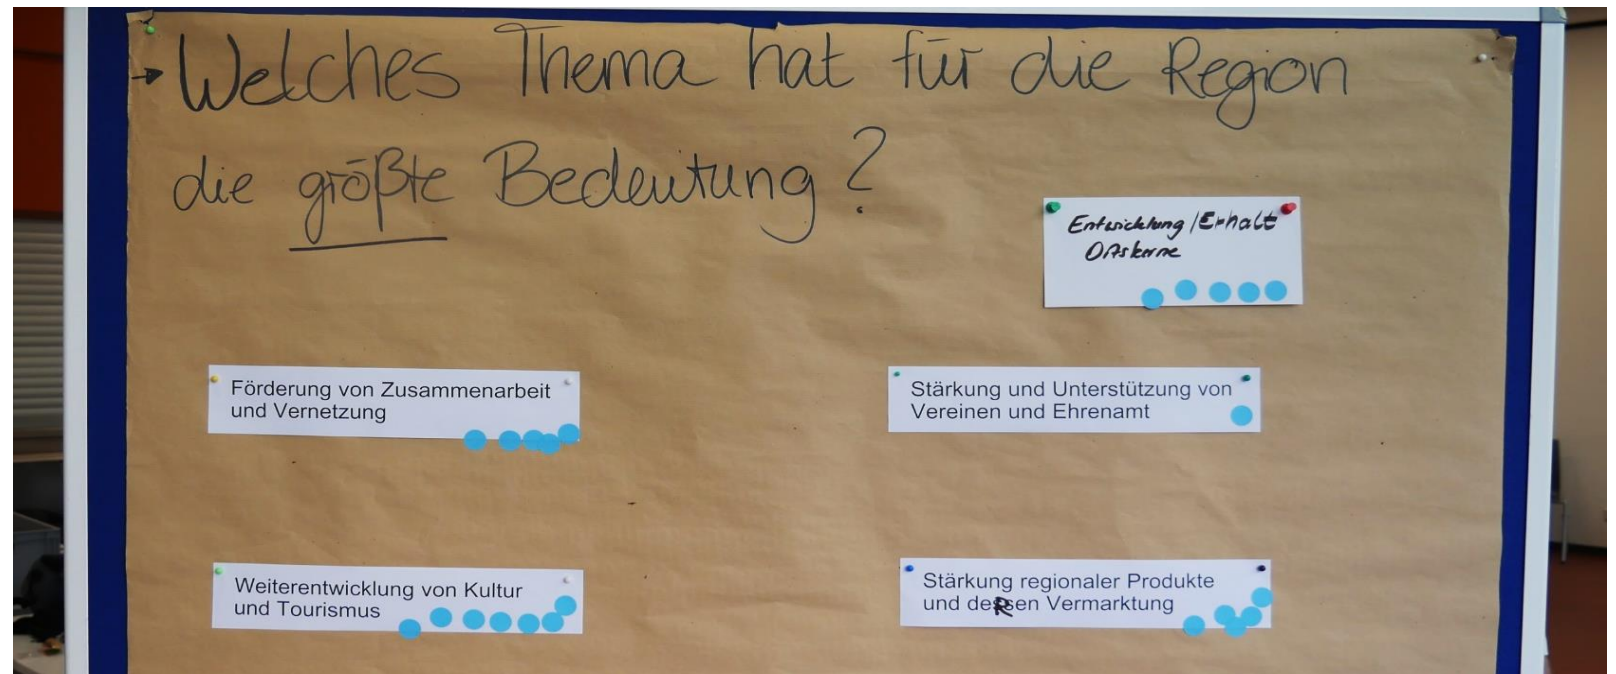 → Welches Thema hat für die Region
die größte Bedeutung?
Entwicklung / Erhalt
Ortskerne
Förderung von Zusammenarbeit
und Vernetzung
Stärkung und Unterstützung von
Vereinen und Ehrenamt
Weiterentwicklung von Kultur
und Tourismus
Stärkung regionaler Produkte
und deRen Vermarktung